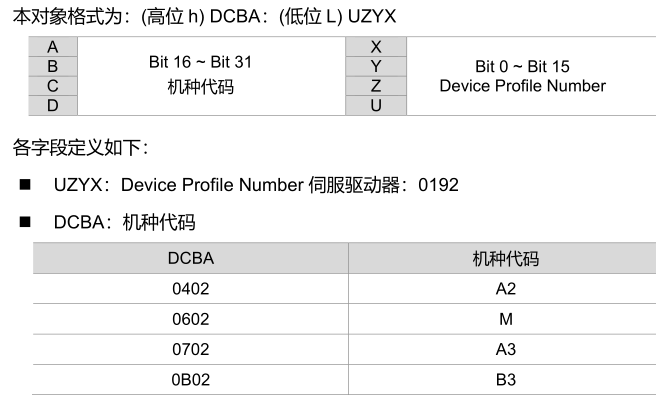 本对象格式为：(高位 h) DCBA：(低位 L) UZYX
A
B
C
D
Bit 16 ~ Bit 31
机种代码
X
Y
Z
U
Bit 0 ~ Bit 15
Device Profile Number
各字段定义如下：
■ UZYX：Device Profile Number 伺服驱动器：0192
■ DCBA：机种代码
DCBA 机种代码
0402 A2
0602 M
0702 A3
0B02 B3